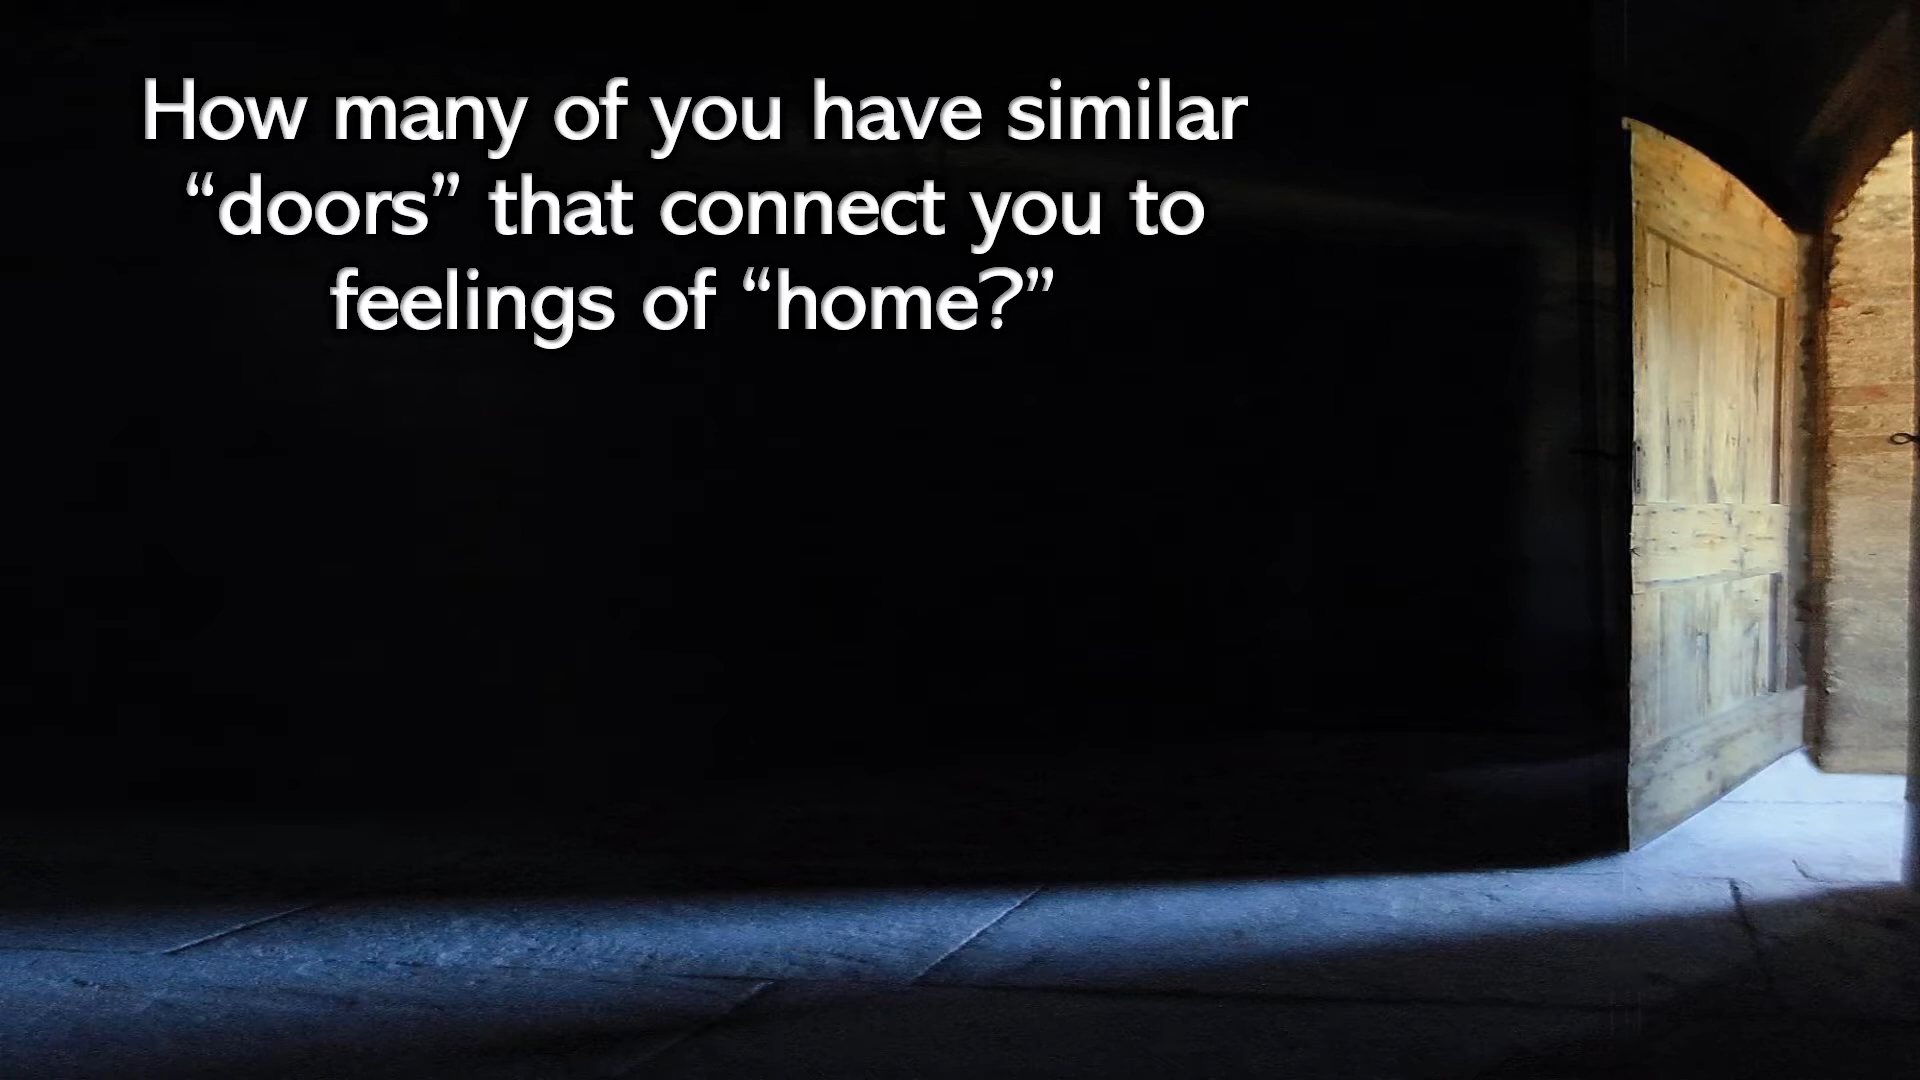 How many of you have similar
“doors” that connect you to
feelings of “home?”